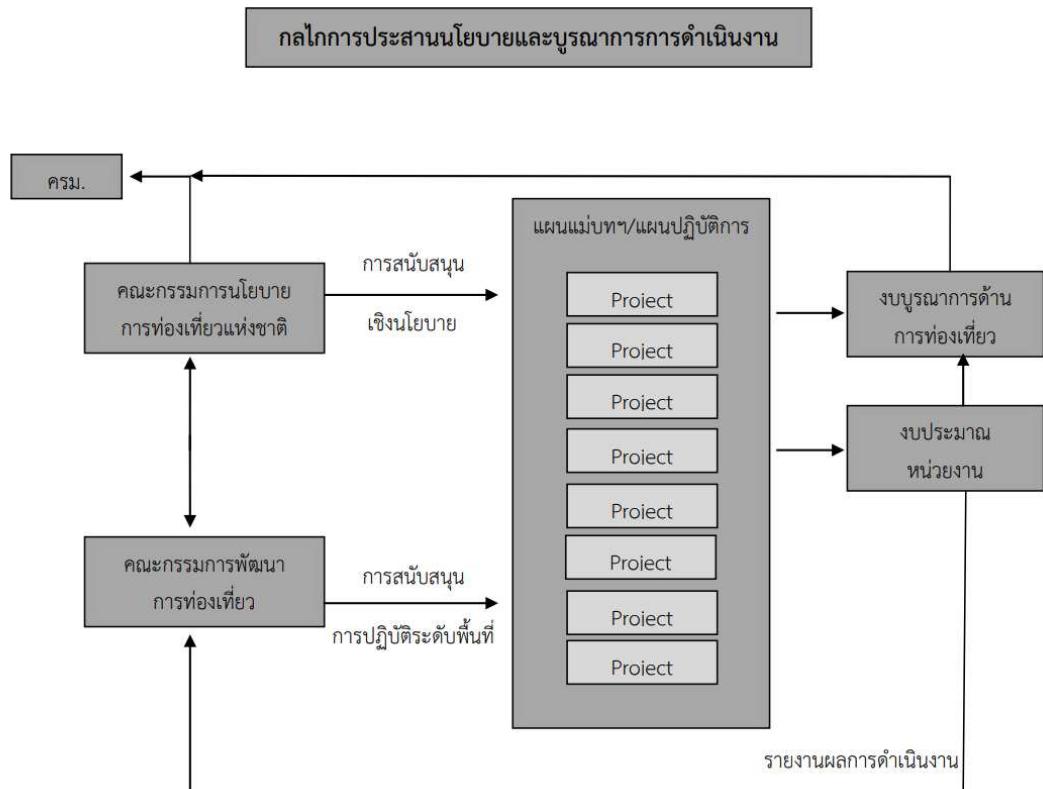 กลไกการประสานนโยบายและบูรณาการการดำเนินงาน
ครม.
คณะกรรมการนโยบาย
การท่องเที่ยวแห่งชาติ
การสนับสนุน
เชิงนโยบาย
คณะกรรมการพัฒนา
การท่องเที่ยว
การสนับสนุน
การปฏิบัติระดับพื้นที่
แผนแม่บทฯ/แผนปฏิบัติการ
Project
Project
Project
Project
Project
Project
Project
Project
งบบูรณาการด้าน
การท่องเที่ยว
งบประมาณ
หน่วยงาน
รายงานผลการดำเนินงาน